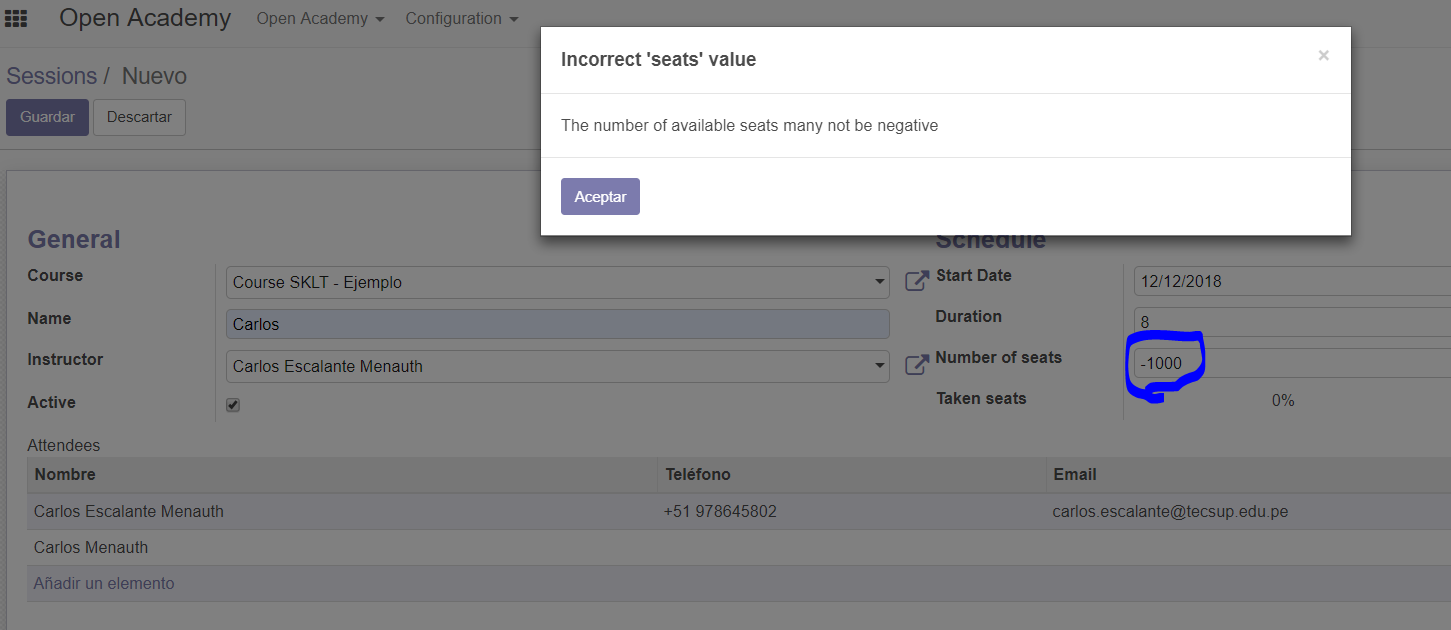 Open Academy Open Academy Configuration
Incorrect 'seats' value ×
Sessions / Nuevo
Guardar Descartar
The number of available seats many not be negative
Aceptar
General
Schedule
Course Course SKLT - Ejemplo
Name Carlos
Instructor Carlos Escalante Menauth
Active
Start Date 12/12/2018
Duration 8
Number of seats -1000
Taken seats 0%
Attendees
Nombre Teléfono Email
Carlos Escalante Menauth +51 978645802 carlos.escalante@tecsup.edu.pe
Carlos Menauth
Añadir un elemento